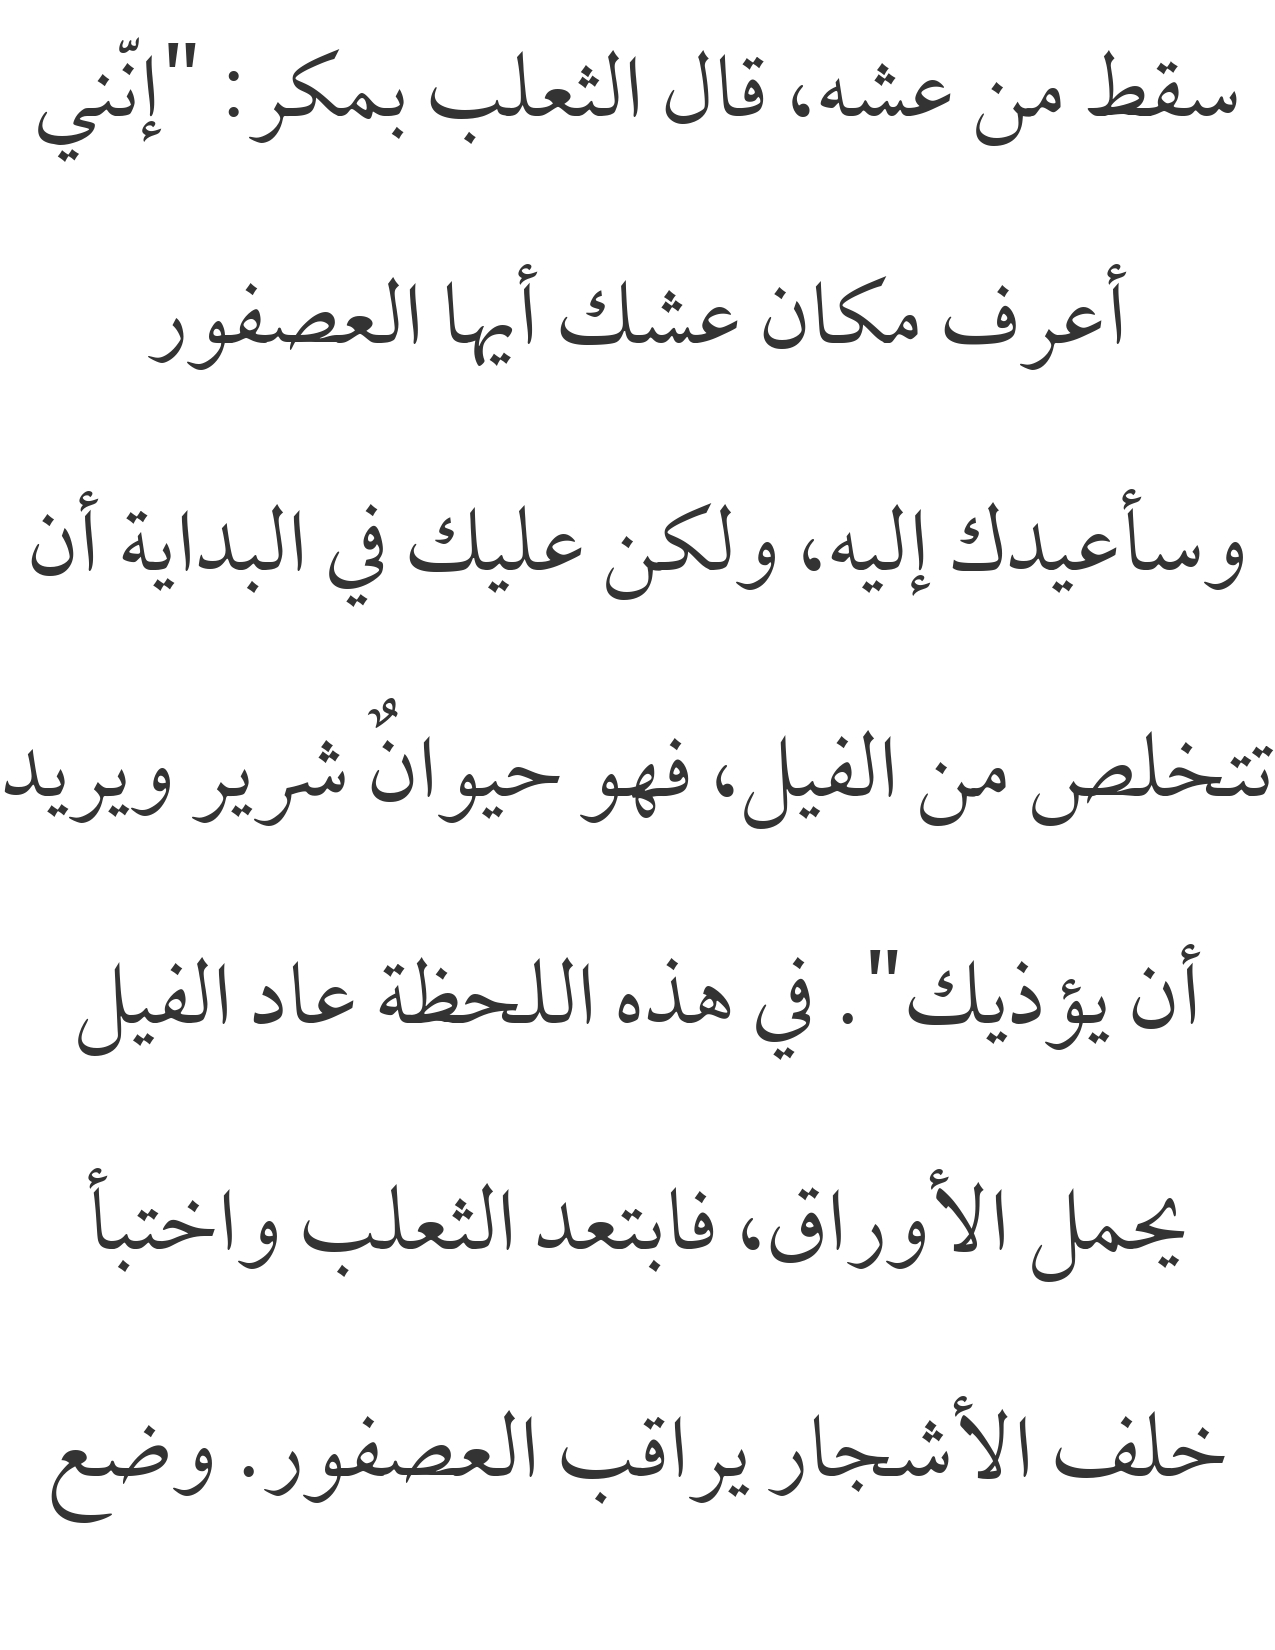 سقط من عشه، قال الثعلب بمكر: "إنّني
أعرف مكان عشك أيها العصفور
وسأعيدك إليه، ولكن عليك في البداية أن
تتخلص من الفيل، فهو حيوانٌ شرير ويريد
أن يؤذيك". في هذه اللحظة عاد الفيل
يحمل الأوراق، فابتعد الثعلب واختبأ
خلف الأشجار يراقب العصفور. وضع